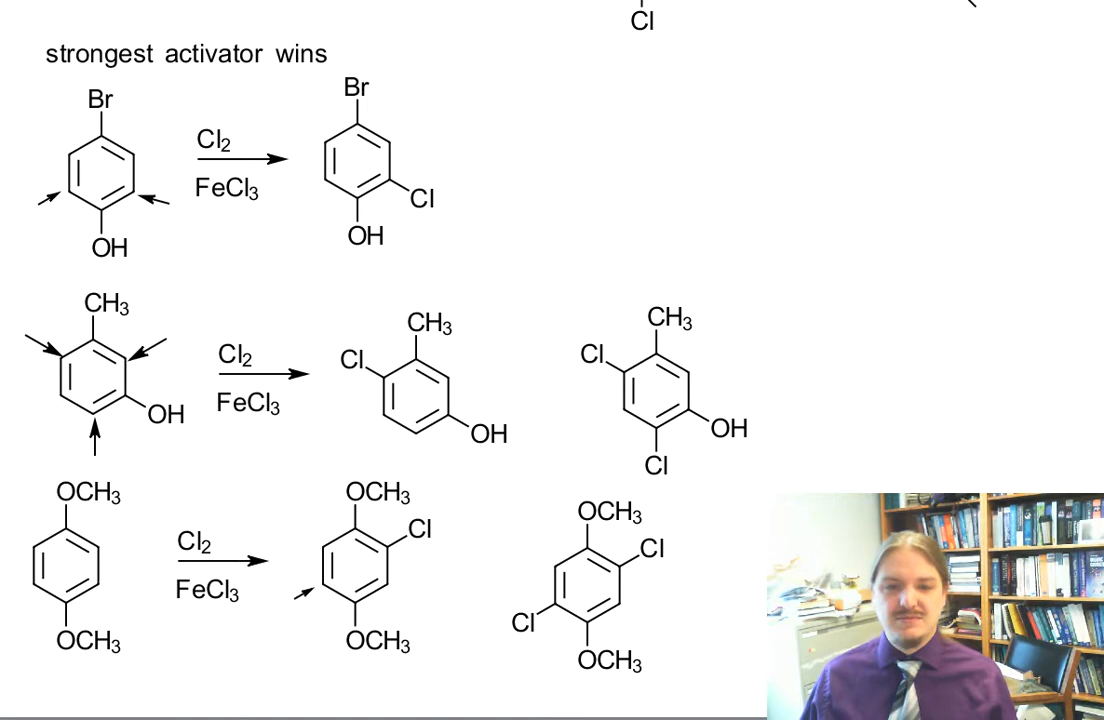 Cl
strongest activator wins
Br
Cl₂
FeCl₃
OH
Br
Cl
OH
CH₃
OH
Cl₂
FeCl₃
CH₃
Cl
OH
CH₃
Cl
OH
Cl
OCH₃
OCH₃
Cl₂
FeCl₃
OCH₃
Cl
OCH₃
OCH₃
Cl
Cl
OCH₃